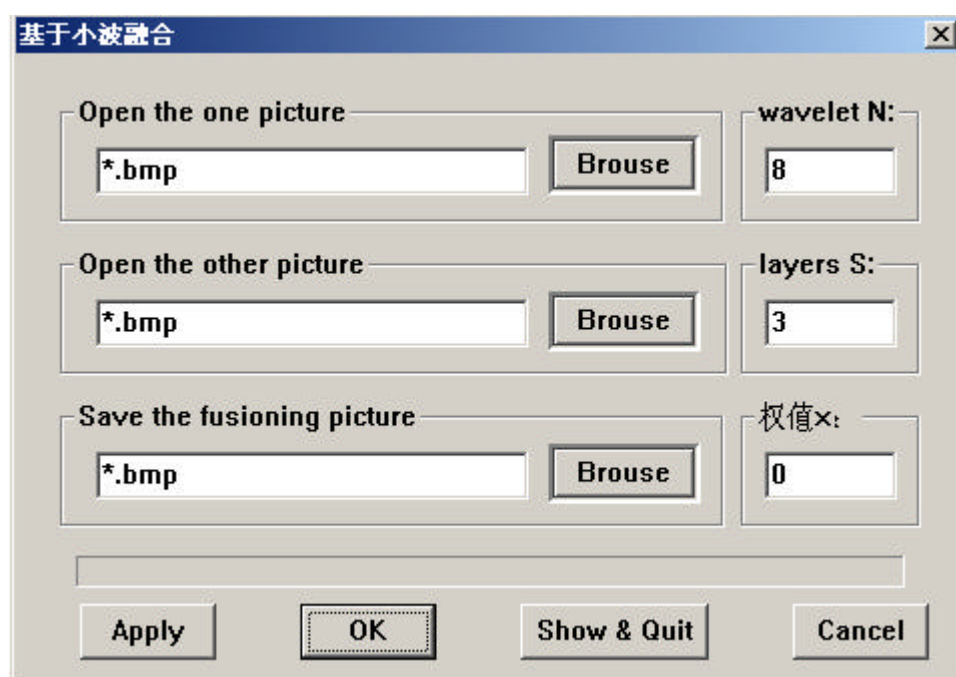 基于小波融合
Open the one picture
wavelet N:
*.bmp
Brouse
8
Open the other picture
layers S:
*.bmp
Brouse
3
Save the fusioning picture
权值x:
*.bmp
Brouse
0
Apply
OK
Show & Quit
Cancel